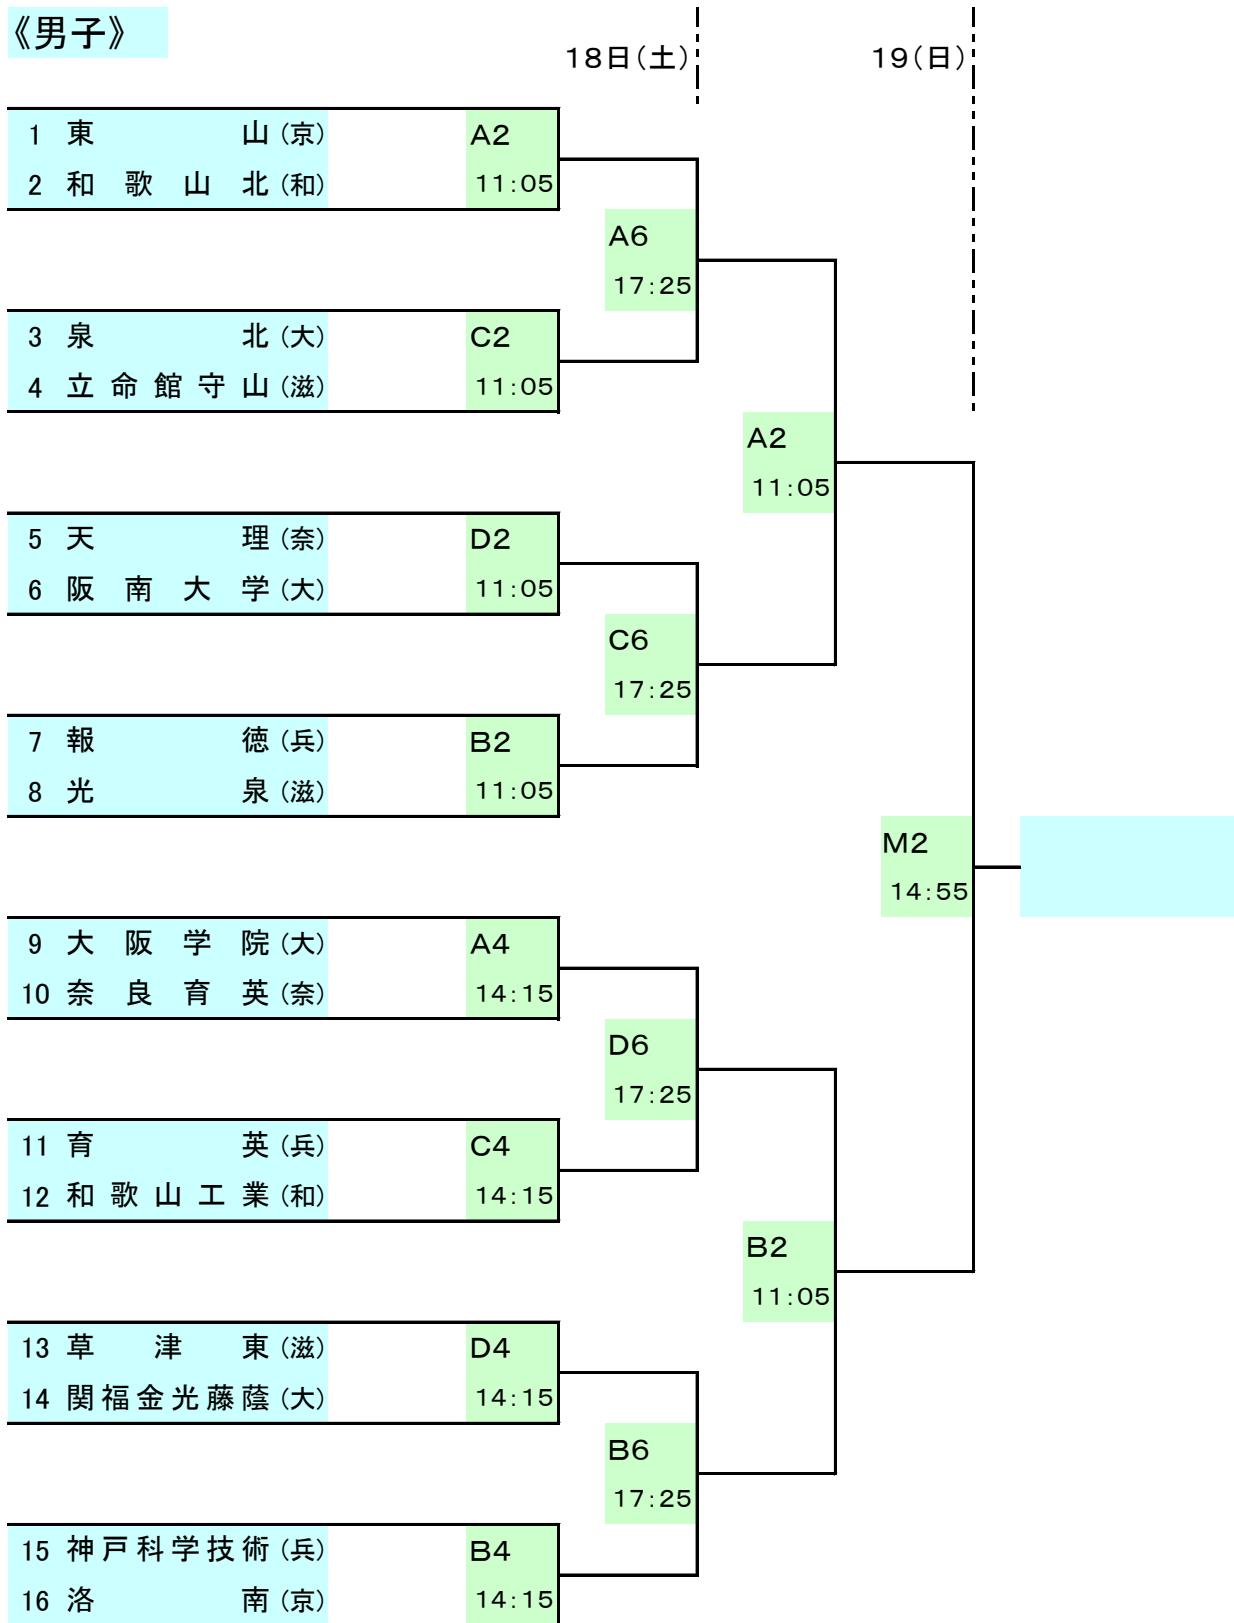 《男子》
18日(土)
19(日)
1 東山(京) A2
2 和歌山北(和) 11:05
A6
17:25
3 泉北(大) C2
4 立命館守山(滋) 11:05
A2
11:05
5 天理(奈) D2
6 阪南大学(大) 11:05
C6
17:25
7 報徳(兵) B2
8 光泉(滋) 11:05
M2
14:55
9 大阪学院(大) A4
10 奈良育英(奈) 14:15
D6
17:25
11 育英(兵) C4
12 和歌山工業(和) 14:15
B2
11:05
13 草津東(滋) D4
14 関福金光藤蔭(大) 14:15
B6
17:25
15 神戸科学技術(兵) B4
16 洛南(京) 14:15